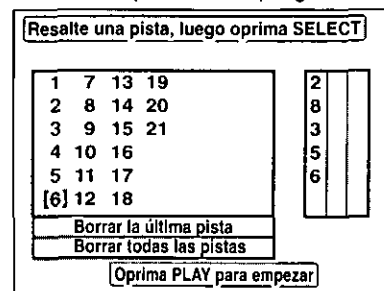 Resalte una pista, luego oprima SELECT
1 7 13 19 2
2 8 14 20 8
3 9 15 21 3
4 10 16 5
5 11 17 6
[6] 12 18
Borrar la última pista
Borrar todas las pistas
Oprima PLAY para empezar